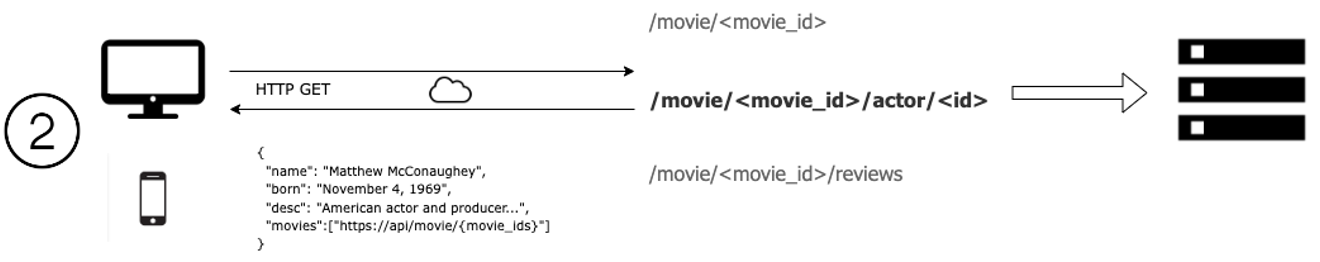 2
HTTP GET
{
"name": "Matthew McConaughey",
"born": "November 4, 1969",
"desc": "American actor and producer...",
"movies":["https://api/movie/{movie_ids}"]
}
/movie/<movie_id>
/movie/<movie_id>/actor/<id>
/movie/<movie_id>/reviews